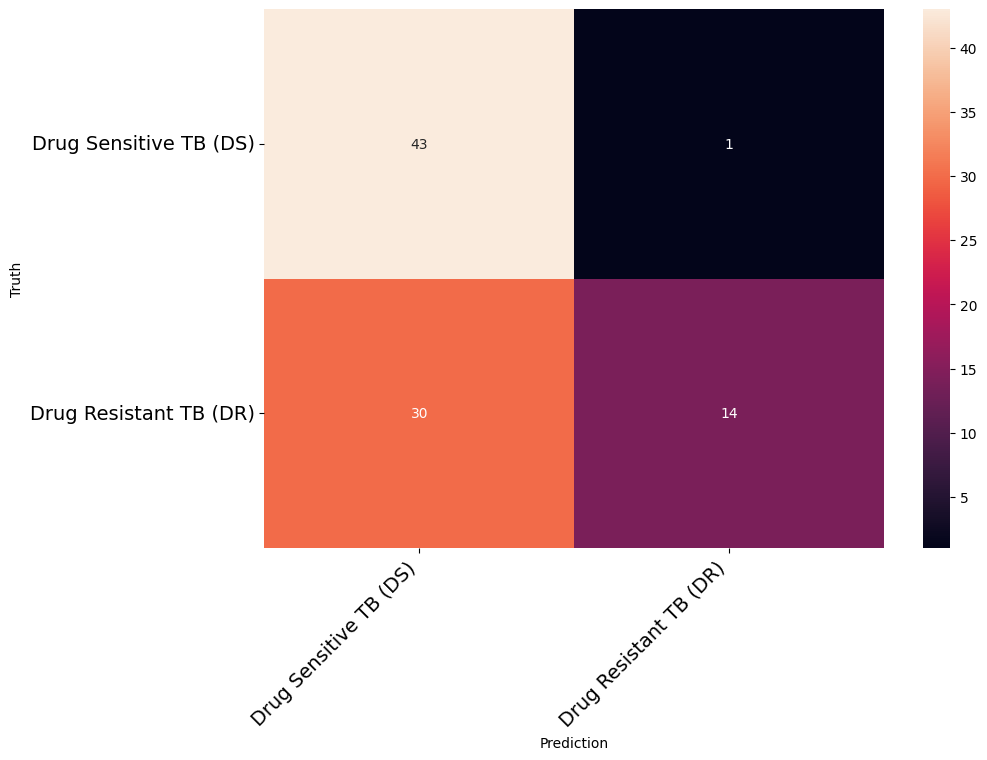 Drug Sensitive TB (DS)
43
1
Drug Resistant TB (DR)
30
14
Truth
Drug Sensitive TB (DS)
Drug Resistant TB (DR)
Prediction
40
35
30
25
20
15
10
5